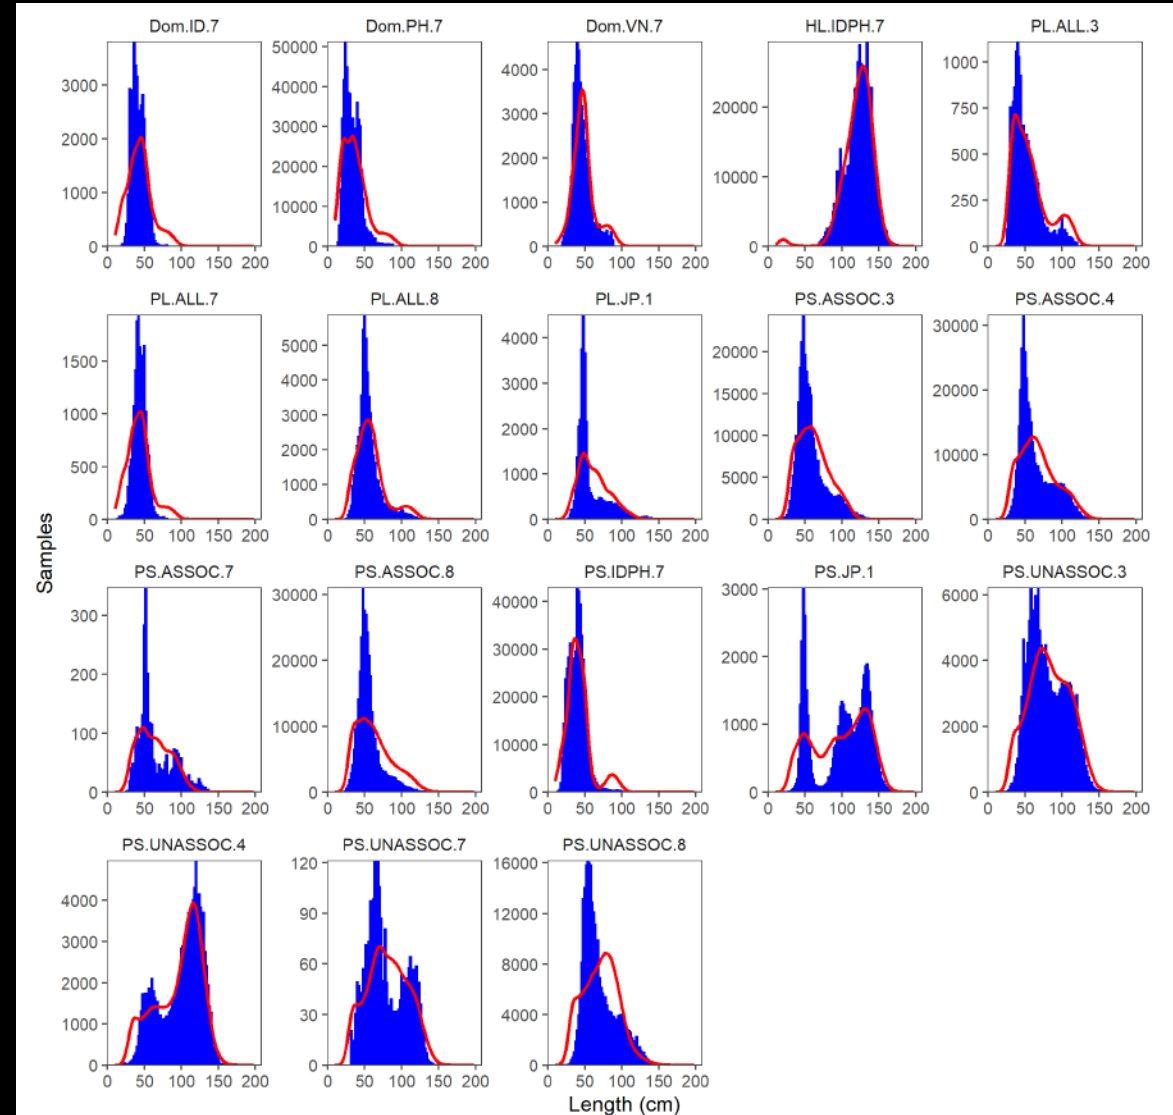 Dom.ID.7 Dom.PH.7 Dom.VN.7 HL.IDPH.7 PL.ALL.3
3000 2000 1000 0
50000 40000 30000 20000 10000 0
4000 3000 2000 1000 0
20000 10000 0
1000 750 500 250 0
0 50 100 150 200 0 50 100 150 200 0 50 100 150 200 0 50 100 150 200 0 50 100 150 200
PL.ALL.7 PL.ALL.8 PL.JP.1 PS.ASSOC.3 PS.ASSOC.4
1500 1000 500 0
5000 4000 3000 2000 1000 0
4000 3000 2000 1000 0
20000 15000 10000 5000 0
30000 20000 10000 0
0 50 100 150 200 0 50 100 150 200 0 50 100 150 200 0 50 100 150 200 0 50 100 150 200
Samples
PS.ASSOC.7 PS.ASSOC.8 PS.IDPH.7 PS.JP.1 PS.UNASSOC.3
300 200 100 0
30000 20000 10000 0
40000 30000 20000 10000 0
3000 2000 1000 0
6000 4000 2000 0
0 50 100 150 200 0 50 100 150 200 0 50 100 150 200 0 50 100 150 200 0 50 100 150 200
PS.UNASSOC.4 PS.UNASSOC.7 PS.UNASSOC.8
4000 3000 2000 1000 0
120 90 60 30 0
16000 12000 8000 4000 0
0 50 100 150 200 0 50 100 150 200 0 50 100 150 200
Length (cm)